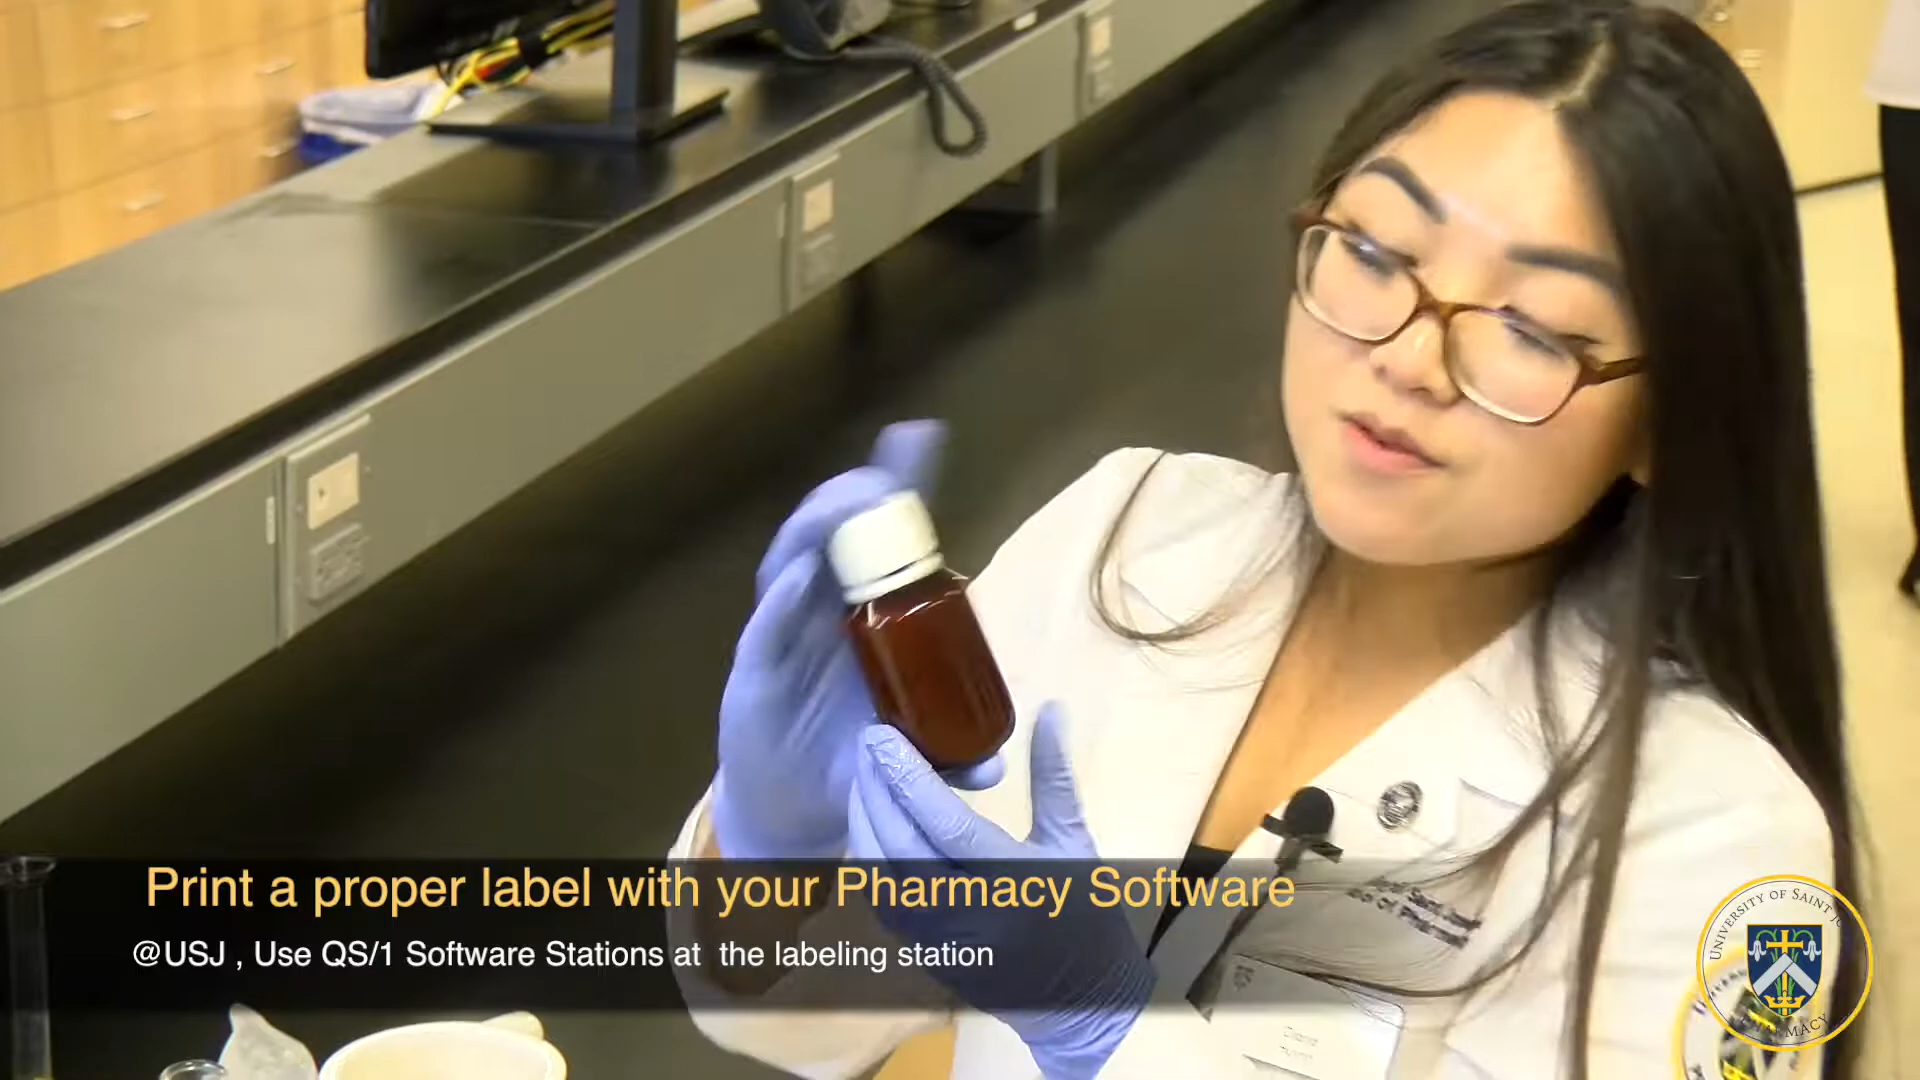 Print a proper label with your Pharmacy Software
@USJ , Use QS/1 Software Stations at  the labeling station
UNIVERSITY OF SAINT
PHARMACY